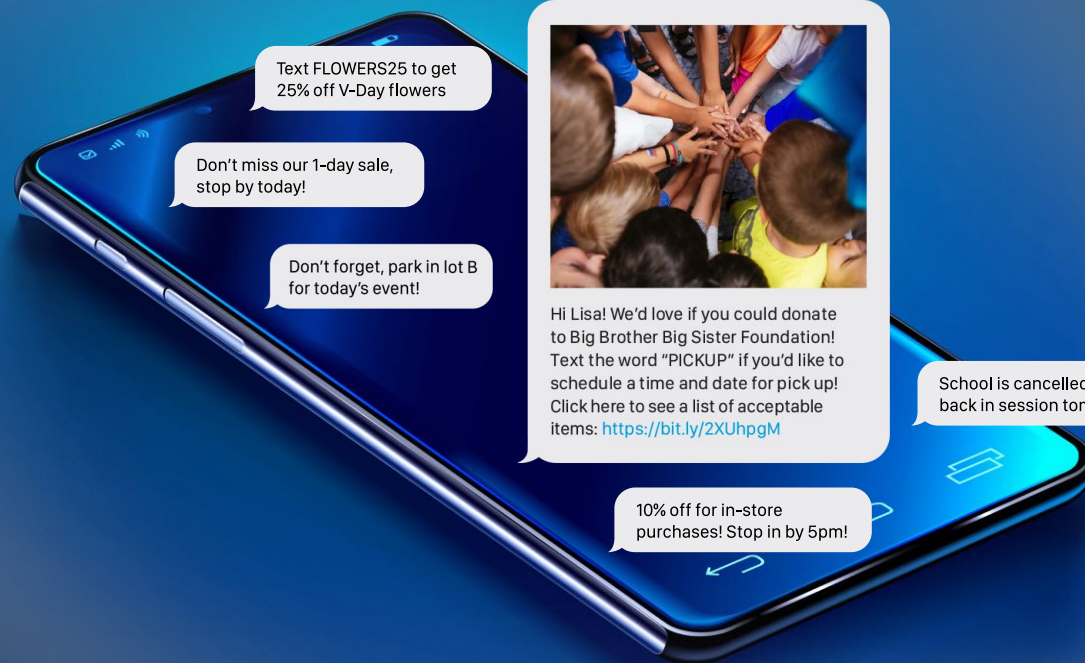 Text FLOWERS25 to get
25% off V-Day flowers
Don't miss our 1-day sale,
stop by today!
Don't forget, park in lot B
for today's event!
Hi Lisa! We'd love if you could donate
to Big Brother Big Sister Foundation!
Text the word “PICKUP” if you'd like to
schedule a time and date for pick up!
Click here to see a list of acceptable
items: https://bit.ly/2XUhpgM
School is cancelled
back in session
10% off for in-store
purchases! Stop in by 5pm!